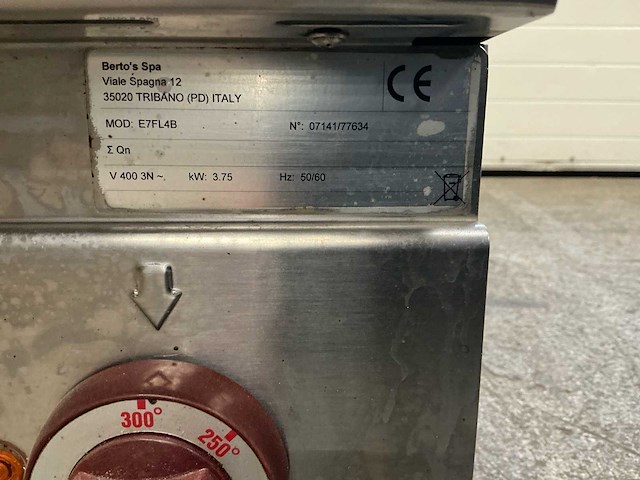 Berto's Spa
Viale Spagna 12
35020 TRIBANO (PD) ITALY
CE
MOD: E7FL4B N°: 07141/77634
Σ Qn
V 400 3N ~. kW: 3.75 Hz: 50/60
300°
250°